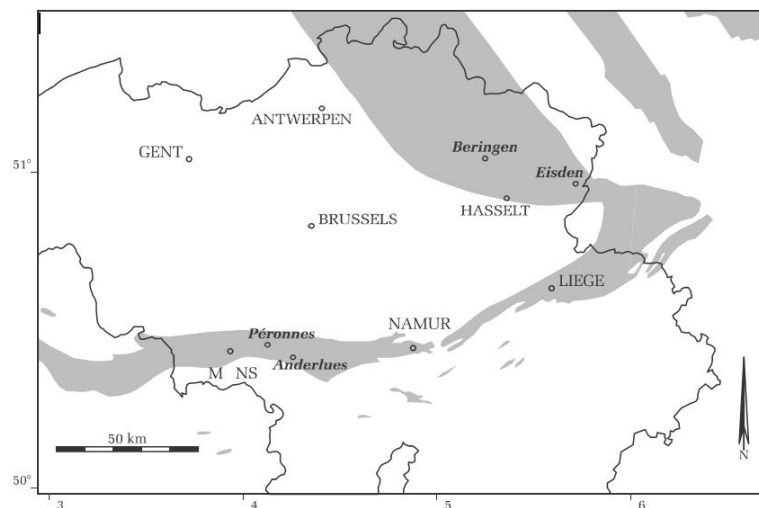 ANTWERPEN
GENT
Beringen
51°
Eisden
HASSELT
BRUSSELS
LIEGE
NAMUR
Péronnes
M NS
Anderlues
50 km
N
50°
3 4 5 6